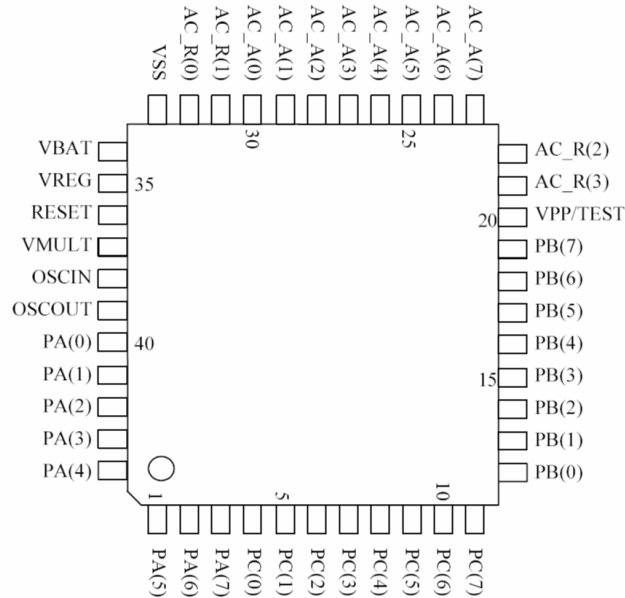 VSS
AC_R(0)
AC_R(1)
AC_A(0)
AC_A(1)
AC_A(2)
AC_A(3)
AC_A(4)
AC_A(5)
AC_A(6)
AC_A(7)
30
25
VBAT
VREG
35
RESET
VMULT
OSCIN
OSCOUT
PA(0)
40
PA(1)
PA(2)
PA(3)
PA(4)
AC_R(2)
AC_R(3)
20
VPP/TEST
PB(7)
PB(6)
PB(5)
PB(4)
15
PB(3)
PB(2)
PB(1)
PB(0)
1
5
10
PA(5)
PA(6)
PA(7)
PC(0)
PC(1)
PC(2)
PC(3)
PC(4)
PC(5)
PC(6)
PC(7)